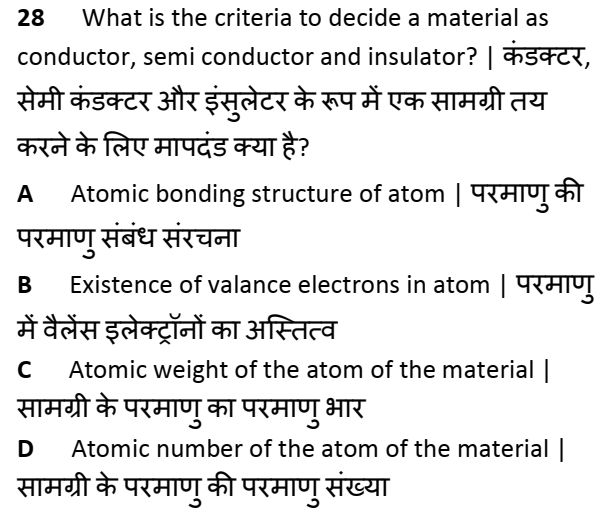 28 What is the criteria to decide a material as
conductor, semi conductor and insulator? | कंडक्टर,
सेमी कंडक्टर और इंसुलेटर के रूप में एक सामग्री तय
करने के लिए मापदंड क्या है?
A Atomic bonding structure of atom | परमाणु की
परमाणु संबंध संरचना
B Existence of valance electrons in atom | परमाणु
में वैलेंस इलेक्ट्रॉनों का अस्तित्व
C Atomic weight of the atom of the material |
सामग्री के परमाणु का परमाणु भार
D Atomic number of the atom of the material |
सामग्री के परमाणु की परमाणु संख्या